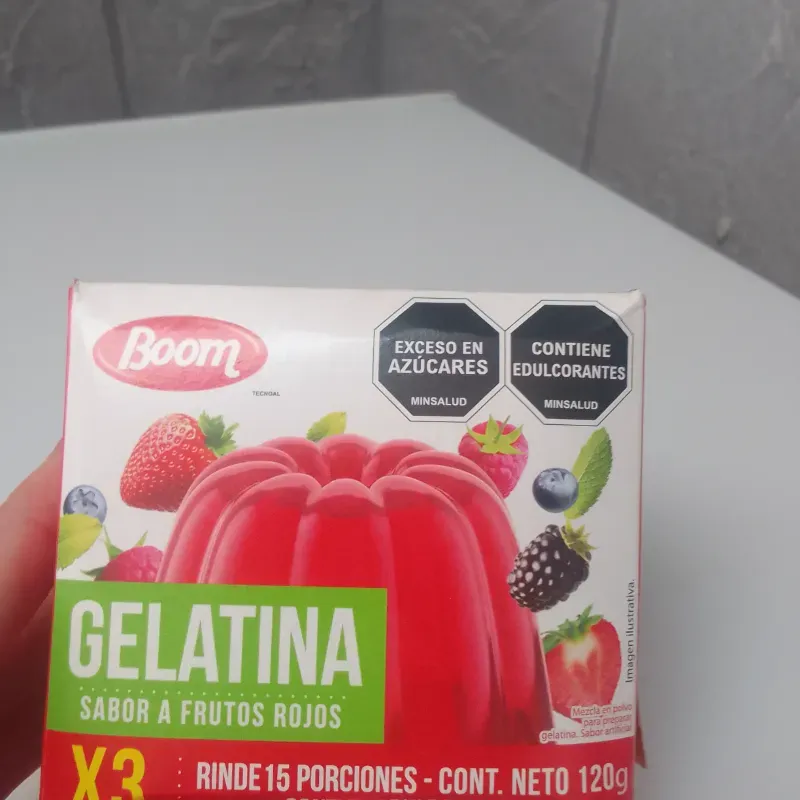 Boom
TECNOAL
EXCESO EN
AZÚCARES
MINSALUD
CONTIENE
EDULCORANTES
MINSALUD
GELATINA
SABOR A FRUTOS ROJOS
Imagen ilustrativa.
Mezcla en polvo
para preparar
gelatina. Sabor artificial
X3
RINDE 15 PORCIONES - CONT. NETO 120g